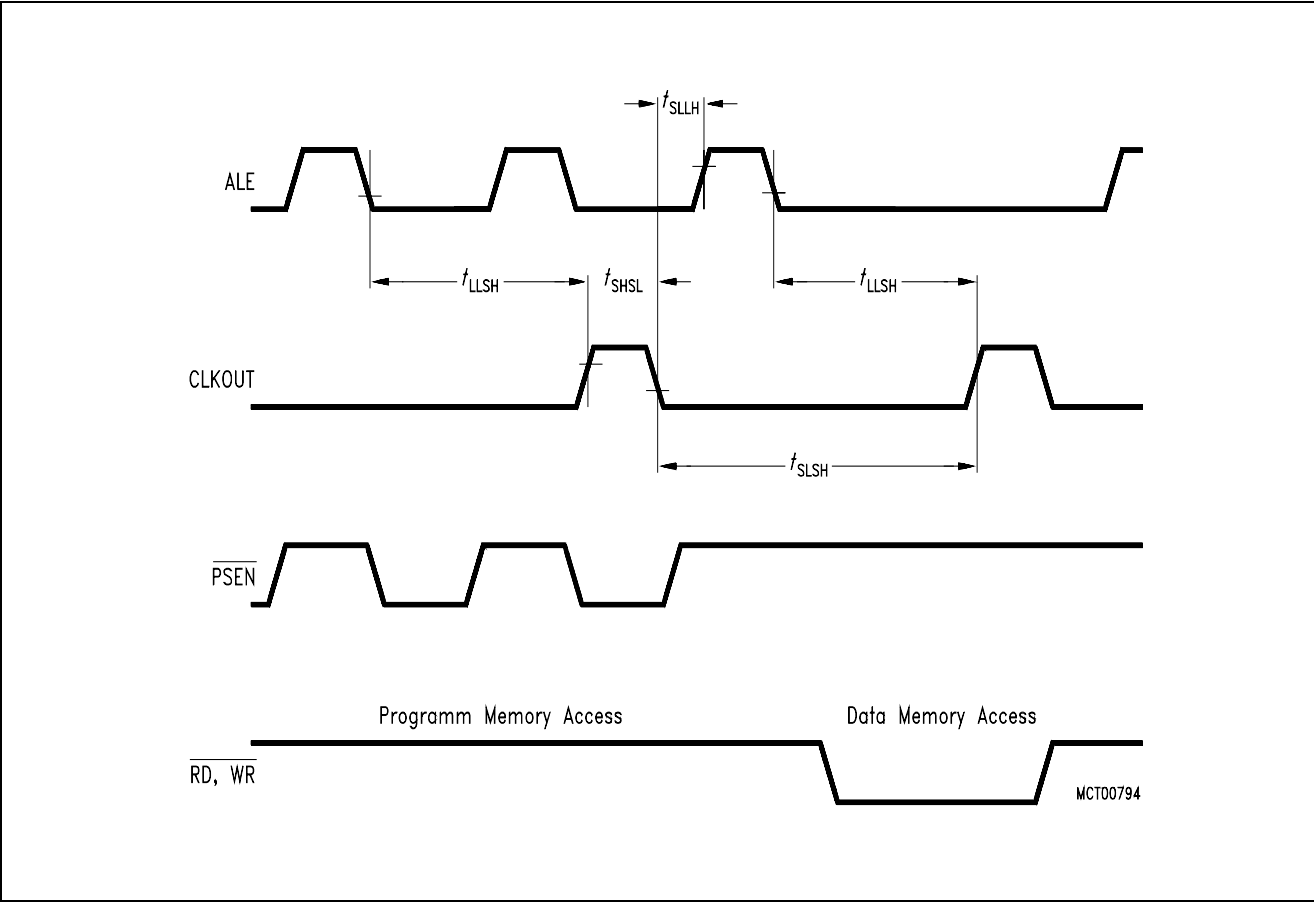 tSLLH
ALE
tLLSH tSHSL tLLSH
CLKOUT
tSLSH
PSEN
Programm Memory Access Data Memory Access
RD, WR
MCT00794